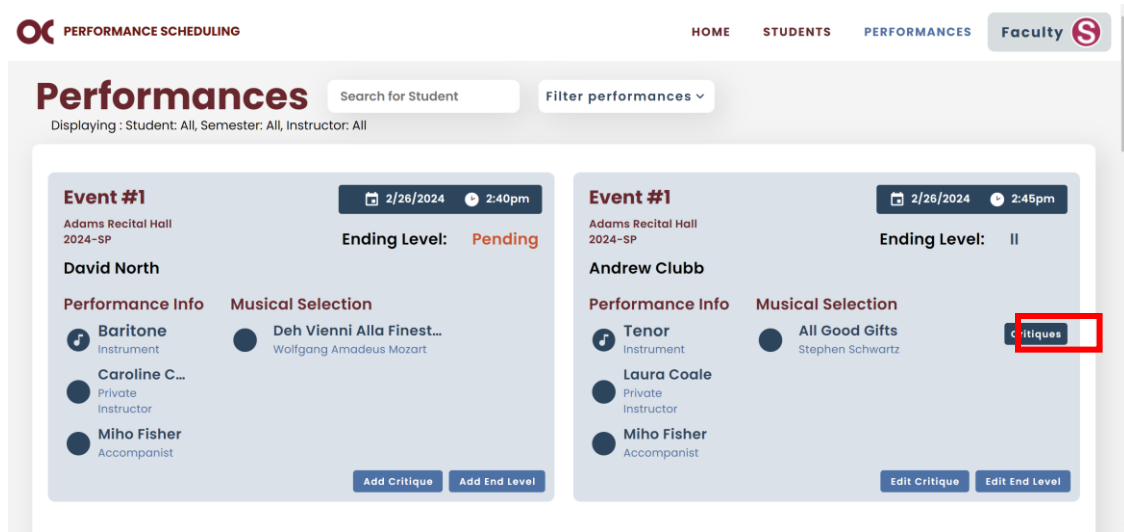 OC PERFORMANCE SCHEDULING
HOME STUDENTS PERFORMANCES Faculty S
Performances Search for Student Filter performances
Displaying : Student: All, Semester: All, Instructor: All
Event #1 2/26/2024 2:40pm
Adams Recital Hall
2024-SP
Ending Level: Pending
David North
Performance Info Musical Selection
Baritone
Instrument
Deh Vienni Alla Finest...
Wolfgang Amadeus Mozart
Caroline C...
Private
Instructor
Miho Fisher
Accompanist
Add Critique Add End Level
Event #1 2/26/2024 2:45pm
Adams Recital Hall
2024-SP
Ending Level: II
Andrew Clubb
Performance Info Musical Selection
Tenor
Instrument
All Good Gifts
Stephen Schwartz
Critiques
Laura Coale
Private
Instructor
Miho Fisher
Accompanist
Edit Critique Edit End Level